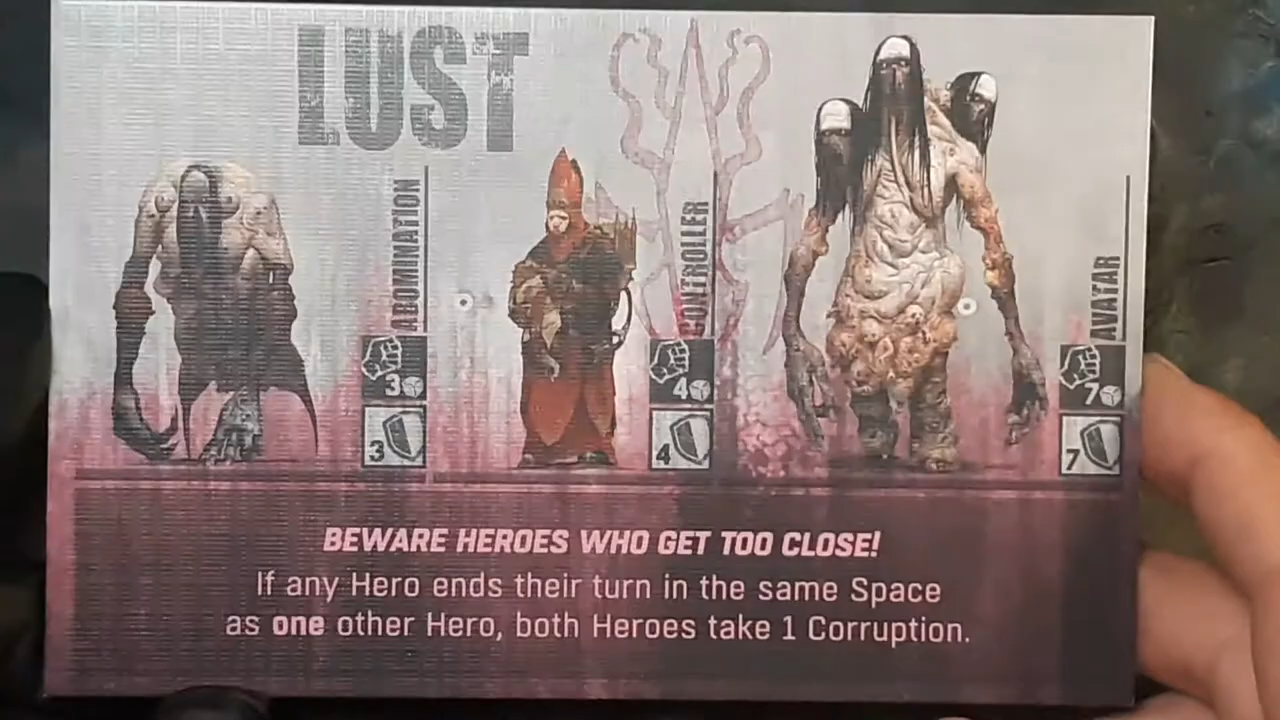 LUST
ABOMINATION
3
3
CONTROLLER
4
4
AVATAR
7
7
BEWARE HEROES WHO GET TOO CLOSE!
If any Hero ends their turn in the same Space
as one other Hero, both Heroes take 1 Corruption.